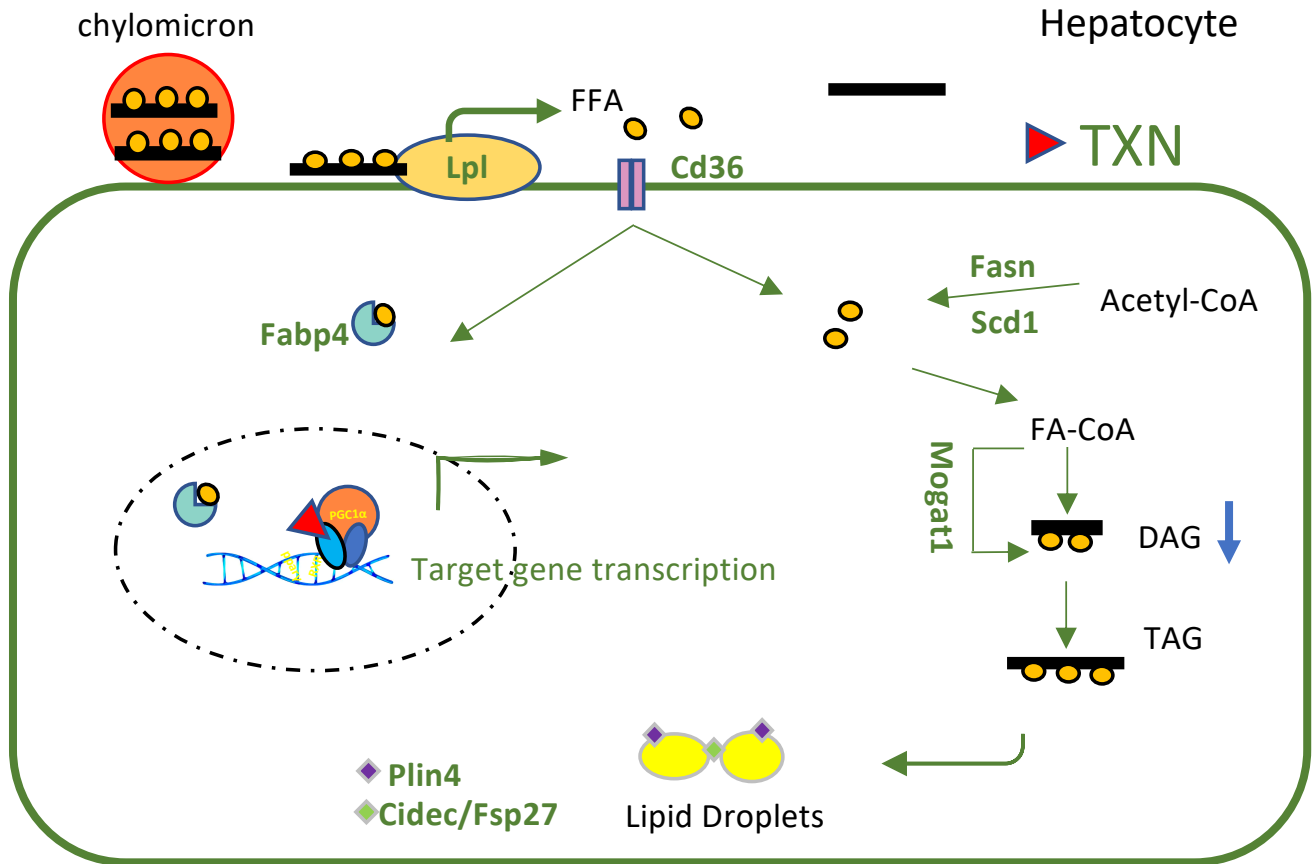 chylomicron
Hepatocyte
FFA
TXN
Lpl
Cd36
Fasn
Acetyl-CoA
Scd1
Fabp4
FA-CoA
Mogat1
PGC1α
DAG
Target gene transcription
TAG
Plin4
Cidec/Fsp27
Lipid Droplets